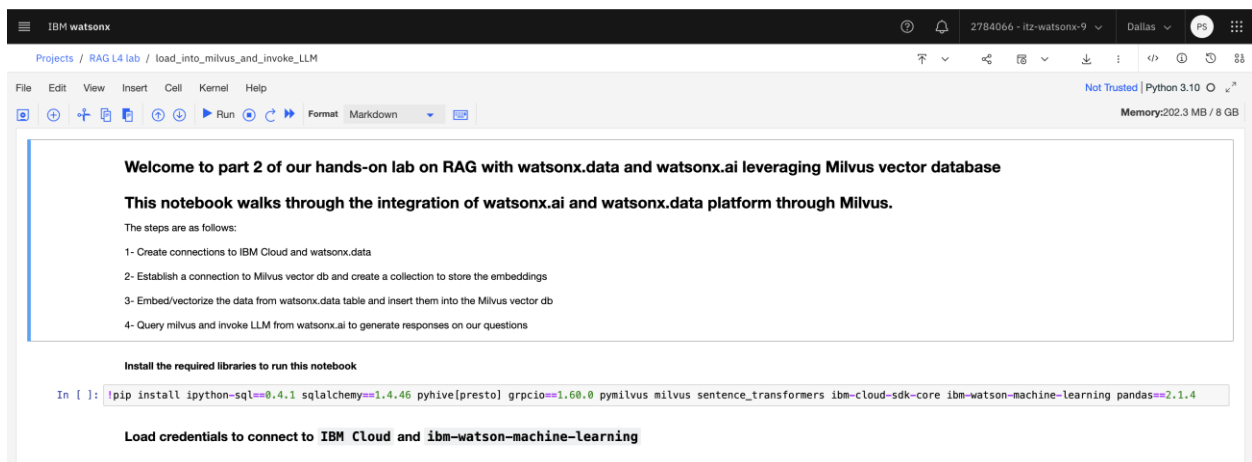 IBM watsonx
2784066 - itz-watsonx-9
Dallas
PS
Projects / RAG L4 lab / load_into_milvus_and_invoke_LLM
File Edit View Insert Cell Kernel Help
Not Trusted | Python 3.10
Run
Format Markdown
Memory:202.3 MB / 8 GB
Welcome to part 2 of our hands-on lab on RAG with watsonx.data and watsonx.ai leveraging Milvus vector database
This notebook walks through the integration of watsonx.ai and watsonx.data platform through Milvus.
The steps are as follows:
1- Create connections to IBM Cloud and watsonx.data
2- Establish a connection to Milvus vector db and create a collection to store the embeddings
3- Embed/vectorize the data from watsonx.data table and insert them into the Milvus vector db
4- Query milvus and invoke LLM from watsonx.ai to generate responses on our questions
Install the required libraries to run this notebook
In [ ]: !pip install ipython-sql==0.4.1 sqlalchemy==1.4.46 pyhive[presto] grpcio==1.60.0 pymilvus milvus sentence_transformers ibm-cloud-sdk-core ibm-watson-machine-learning pandas==2.1.4
Load credentials to connect to IBM Cloud and ibm-watson-machine-learning